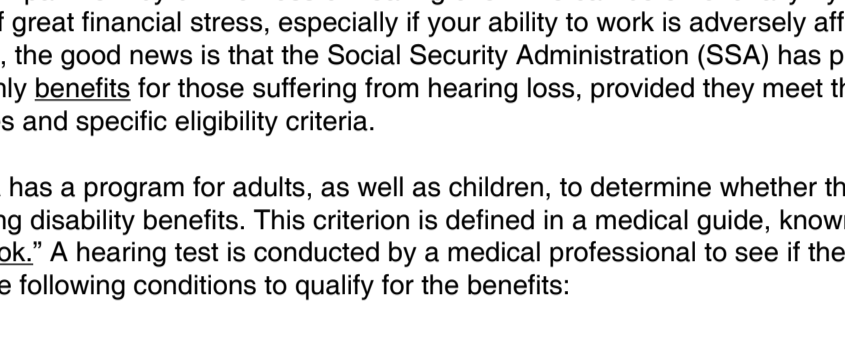 f great financial stress, especially if your ability to work is adversely aff
, the good news is that the Social Security Administration (SSA) has p
nly benefits for those suffering from hearing loss, provided they meet th
s and specific eligibility criteria.
has a program for adults, as well as children, to determine whether th
ng disability benefits. This criterion is defined in a medical guide, know
ok.” A hearing test is conducted by a medical professional to see if the
e following conditions to qualify for the benefits: